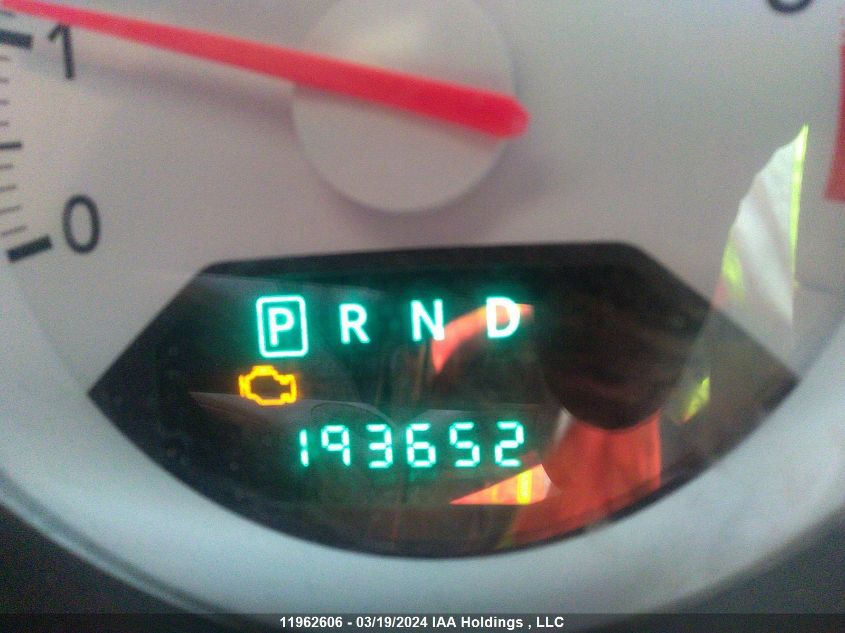 1
0
P R N D
193652
11962606 - 03/19/2024 IAA Holdings , LLC